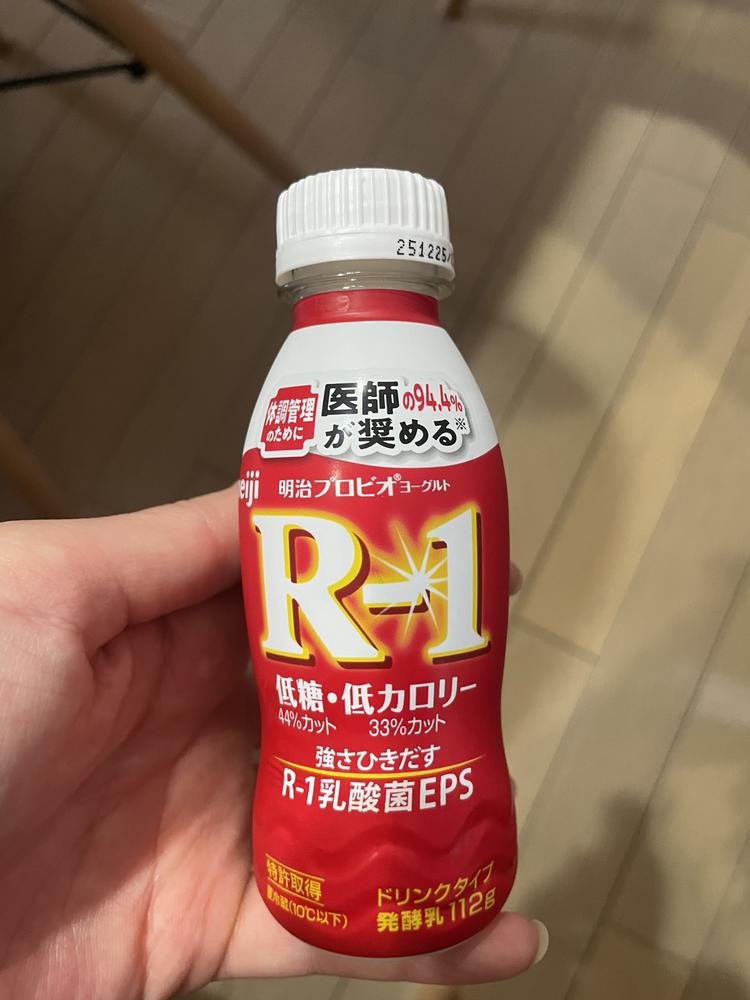 251225/
体調管理
のために
医師の94.4%
が奨める※
eiji
明治プロビオ®ヨーグルト
R-1
低糖・低カロリー
44%カット 33%カット
強さひきだす
R-1乳酸菌EPS
特許取得
要冷蔵(10℃以下)
ドリンクタイプ
発酵乳 112g